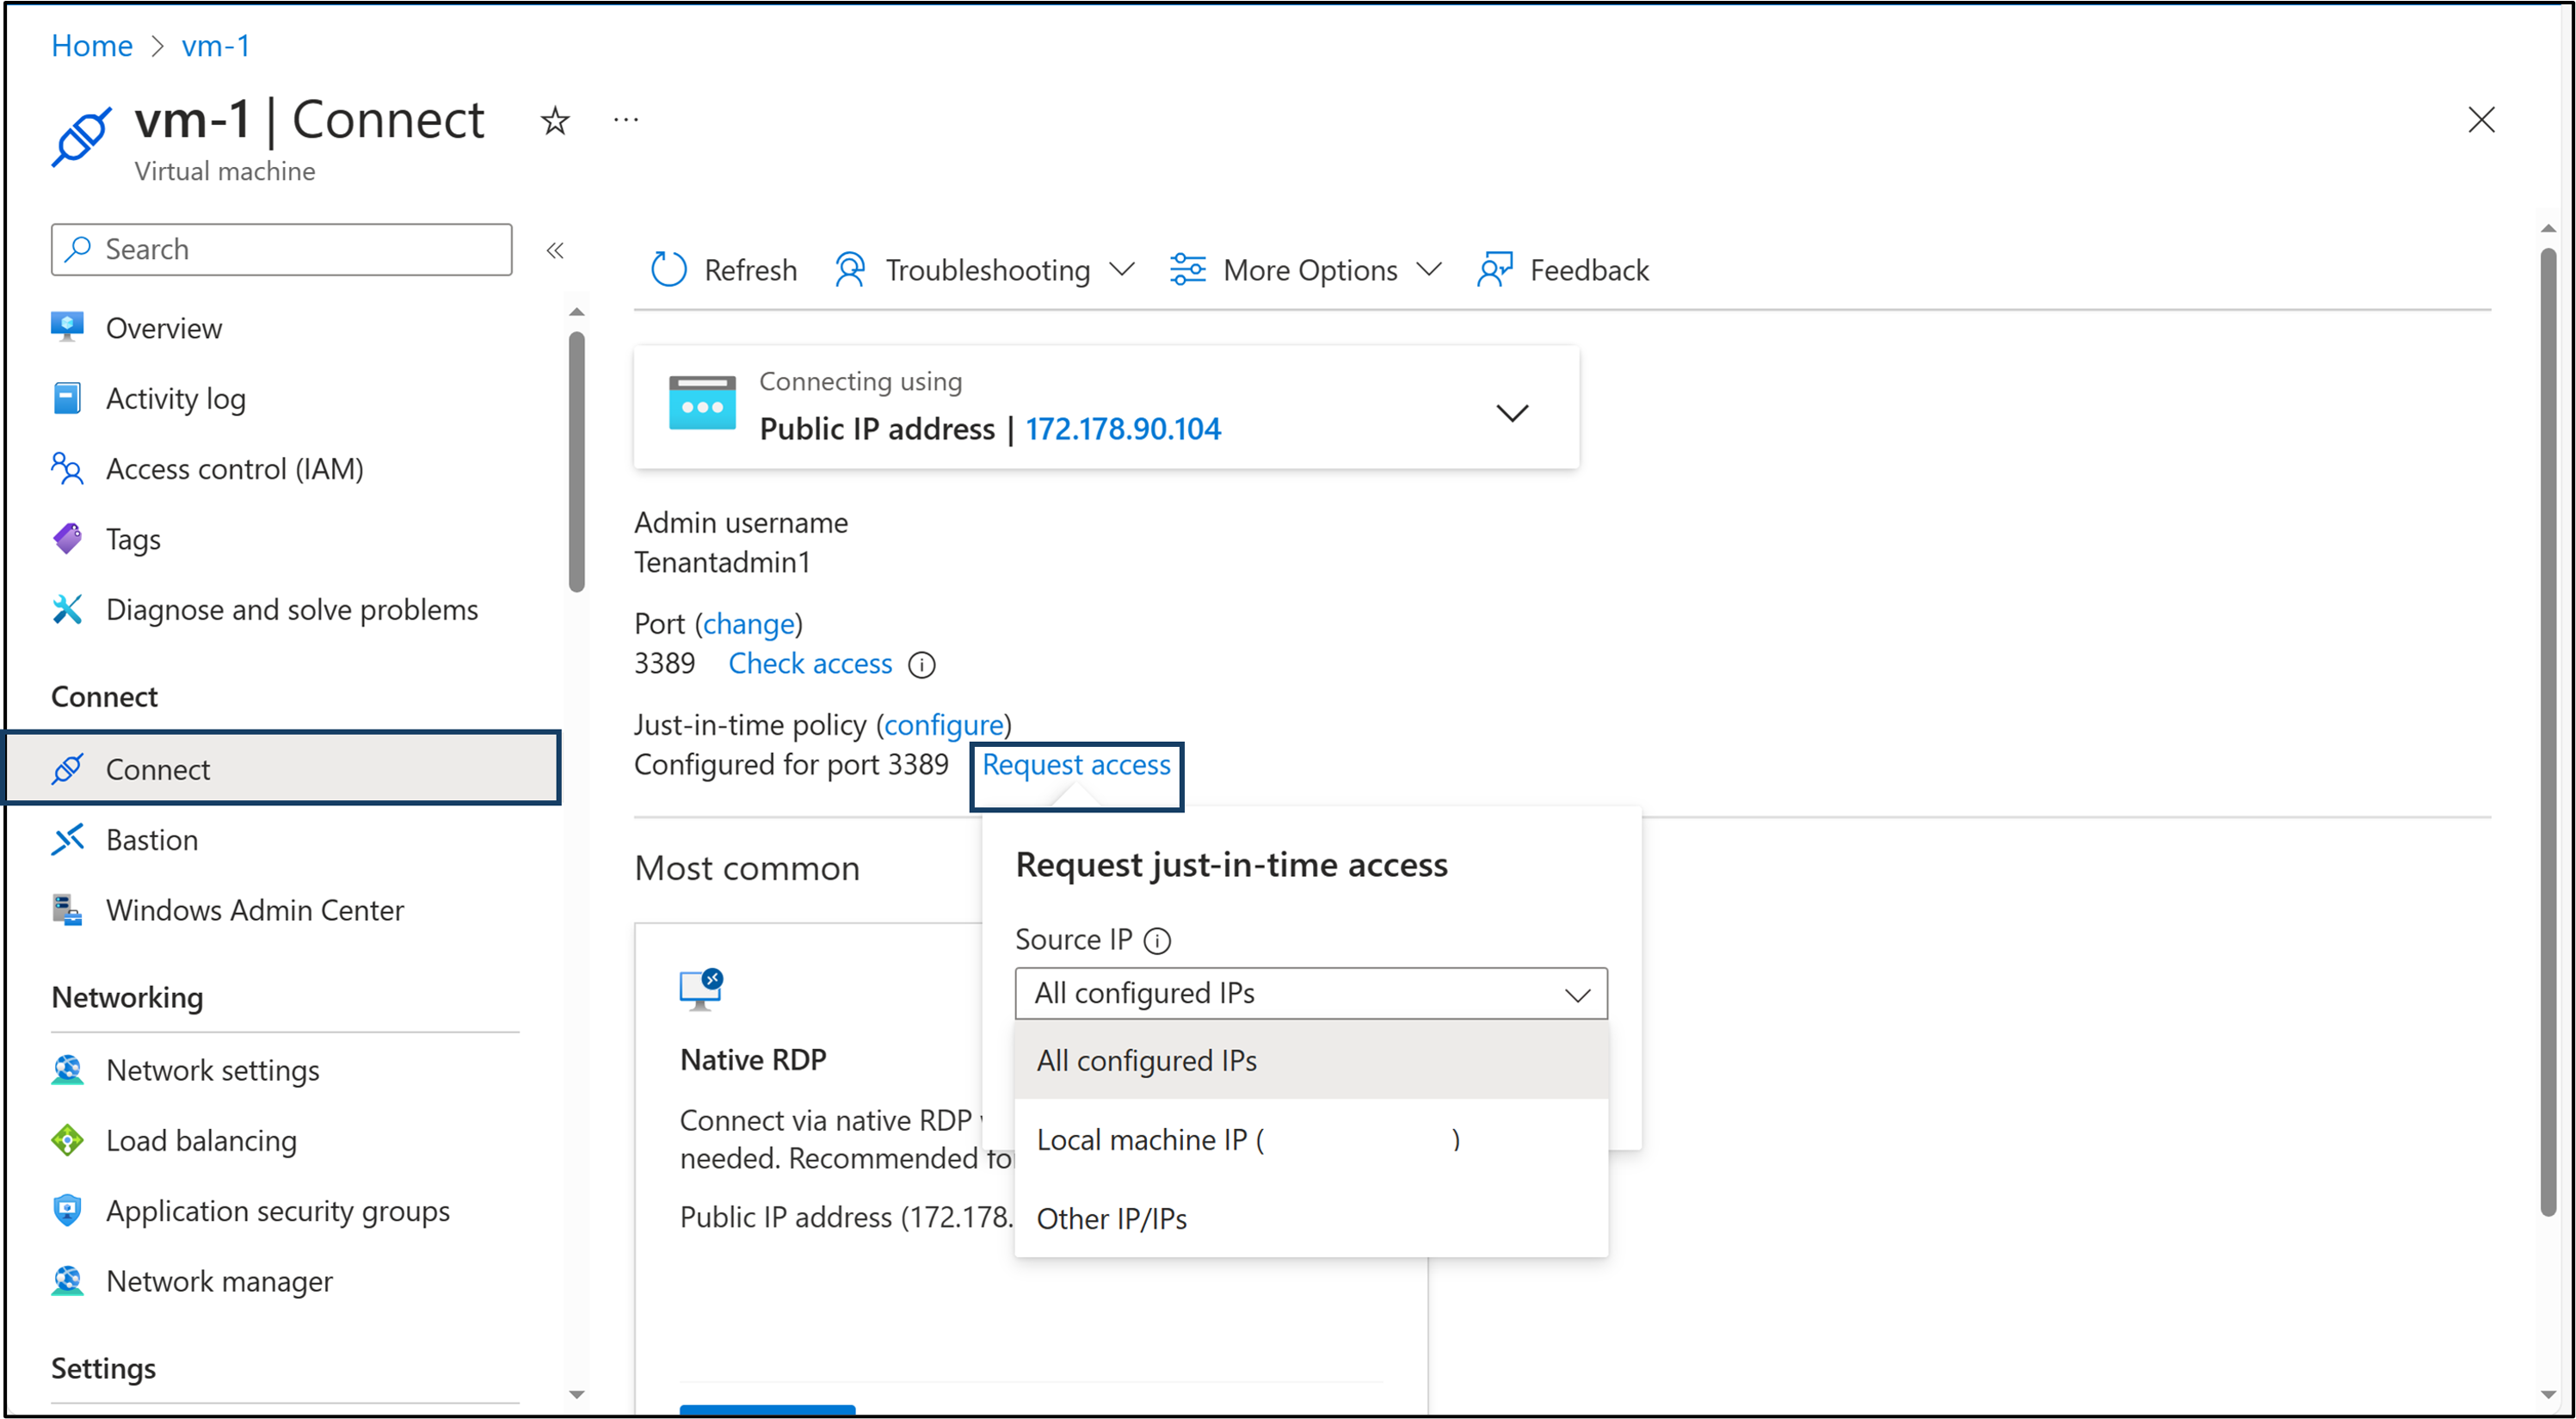 Home > vm-1
vm-1 | Connect
Virtual machine
Search
Overview
Activity log
Access control (IAM)
Tags
Diagnose and solve problems
Connect
Connect
Bastion
Windows Admin Center
Networking
Network settings
Load balancing
Application security groups
Network manager
Settings
Refresh
Troubleshooting
More Options
Feedback
Connecting using
Public IP address | 172.178.90.104
Admin username
Tenantadmin1
Port (change)
3389 Check access
Just-in-time policy (configure)
Configured for port 3389 Request access
Most common
Native RDP
Connect via native RDP
needed. Recommended
Public IP address (172.178.
Request just-in-time access
Source IP
All configured IPs
All configured IPs
Local machine IP ( )
Other IP/IPs